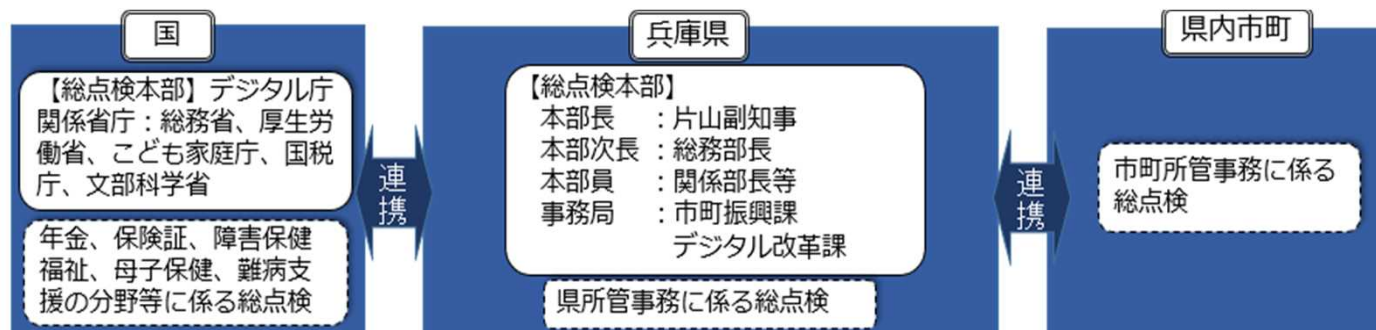 国
【総点検本部】デジタル庁
関係省庁：総務省、厚生労
働省、こども家庭庁、国税
庁、文部科学省
年金、保険証、障害保健
福祉、母子保健、難病支
援の分野等に係る総点検
連携
兵庫県
【総点検本部】
本部長　：片山副知事
本部次長：総務部長
本部員　：関係部長等
事務局　：市町振興課
デジタル改革課
県所管事務に係る総点検
連携
県内市町
市町所管事務に係る
総点検